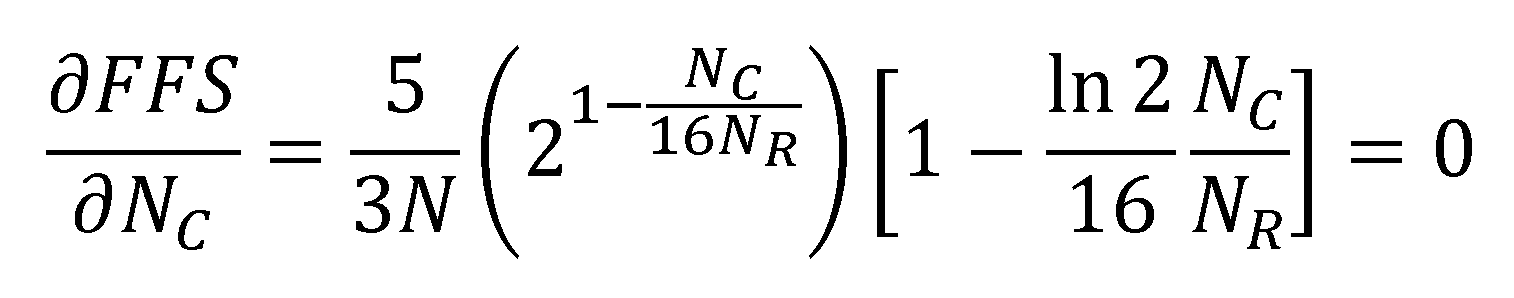 ∂FFS/∂N_C = 5/3N (2^{1−N_C/16N_R}) [1 − ln 2/16 N_C/N_R] = 0